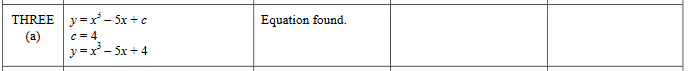 THREE
(a)
y = x³ – 5x + c
c = 4
y = x³ – 5x + 4
Equation found.